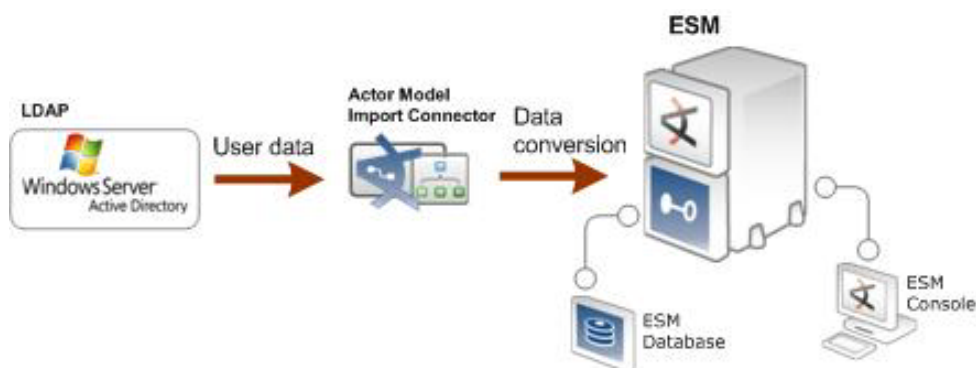 ESM
LDAP
Windows Server
Active Directory
User data
Actor Model
Import Connector
Data
conversion
ESM
Database
ESM
Console